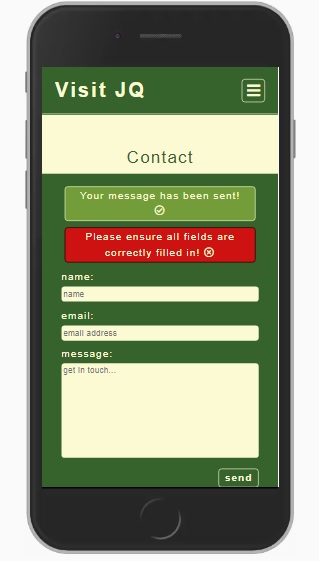 Visit JQ
Contact
Your message has been sent!
Please ensure all fields are
correctly filled in!
name:
name
email:
email address
message:
get in touch...
send